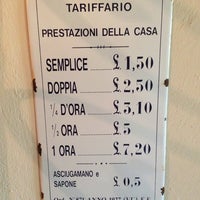 TARIFFARIO
PRESTAZIONI DELLA CASA
SEMPLICE £ 1,50
DOPPIA £ 2,50
¼ D'ORA £ 3,10
½ ORA £ 5
1 ORA £ 7,20
ASCIUGAMANO e
SAPONE £ 0,5